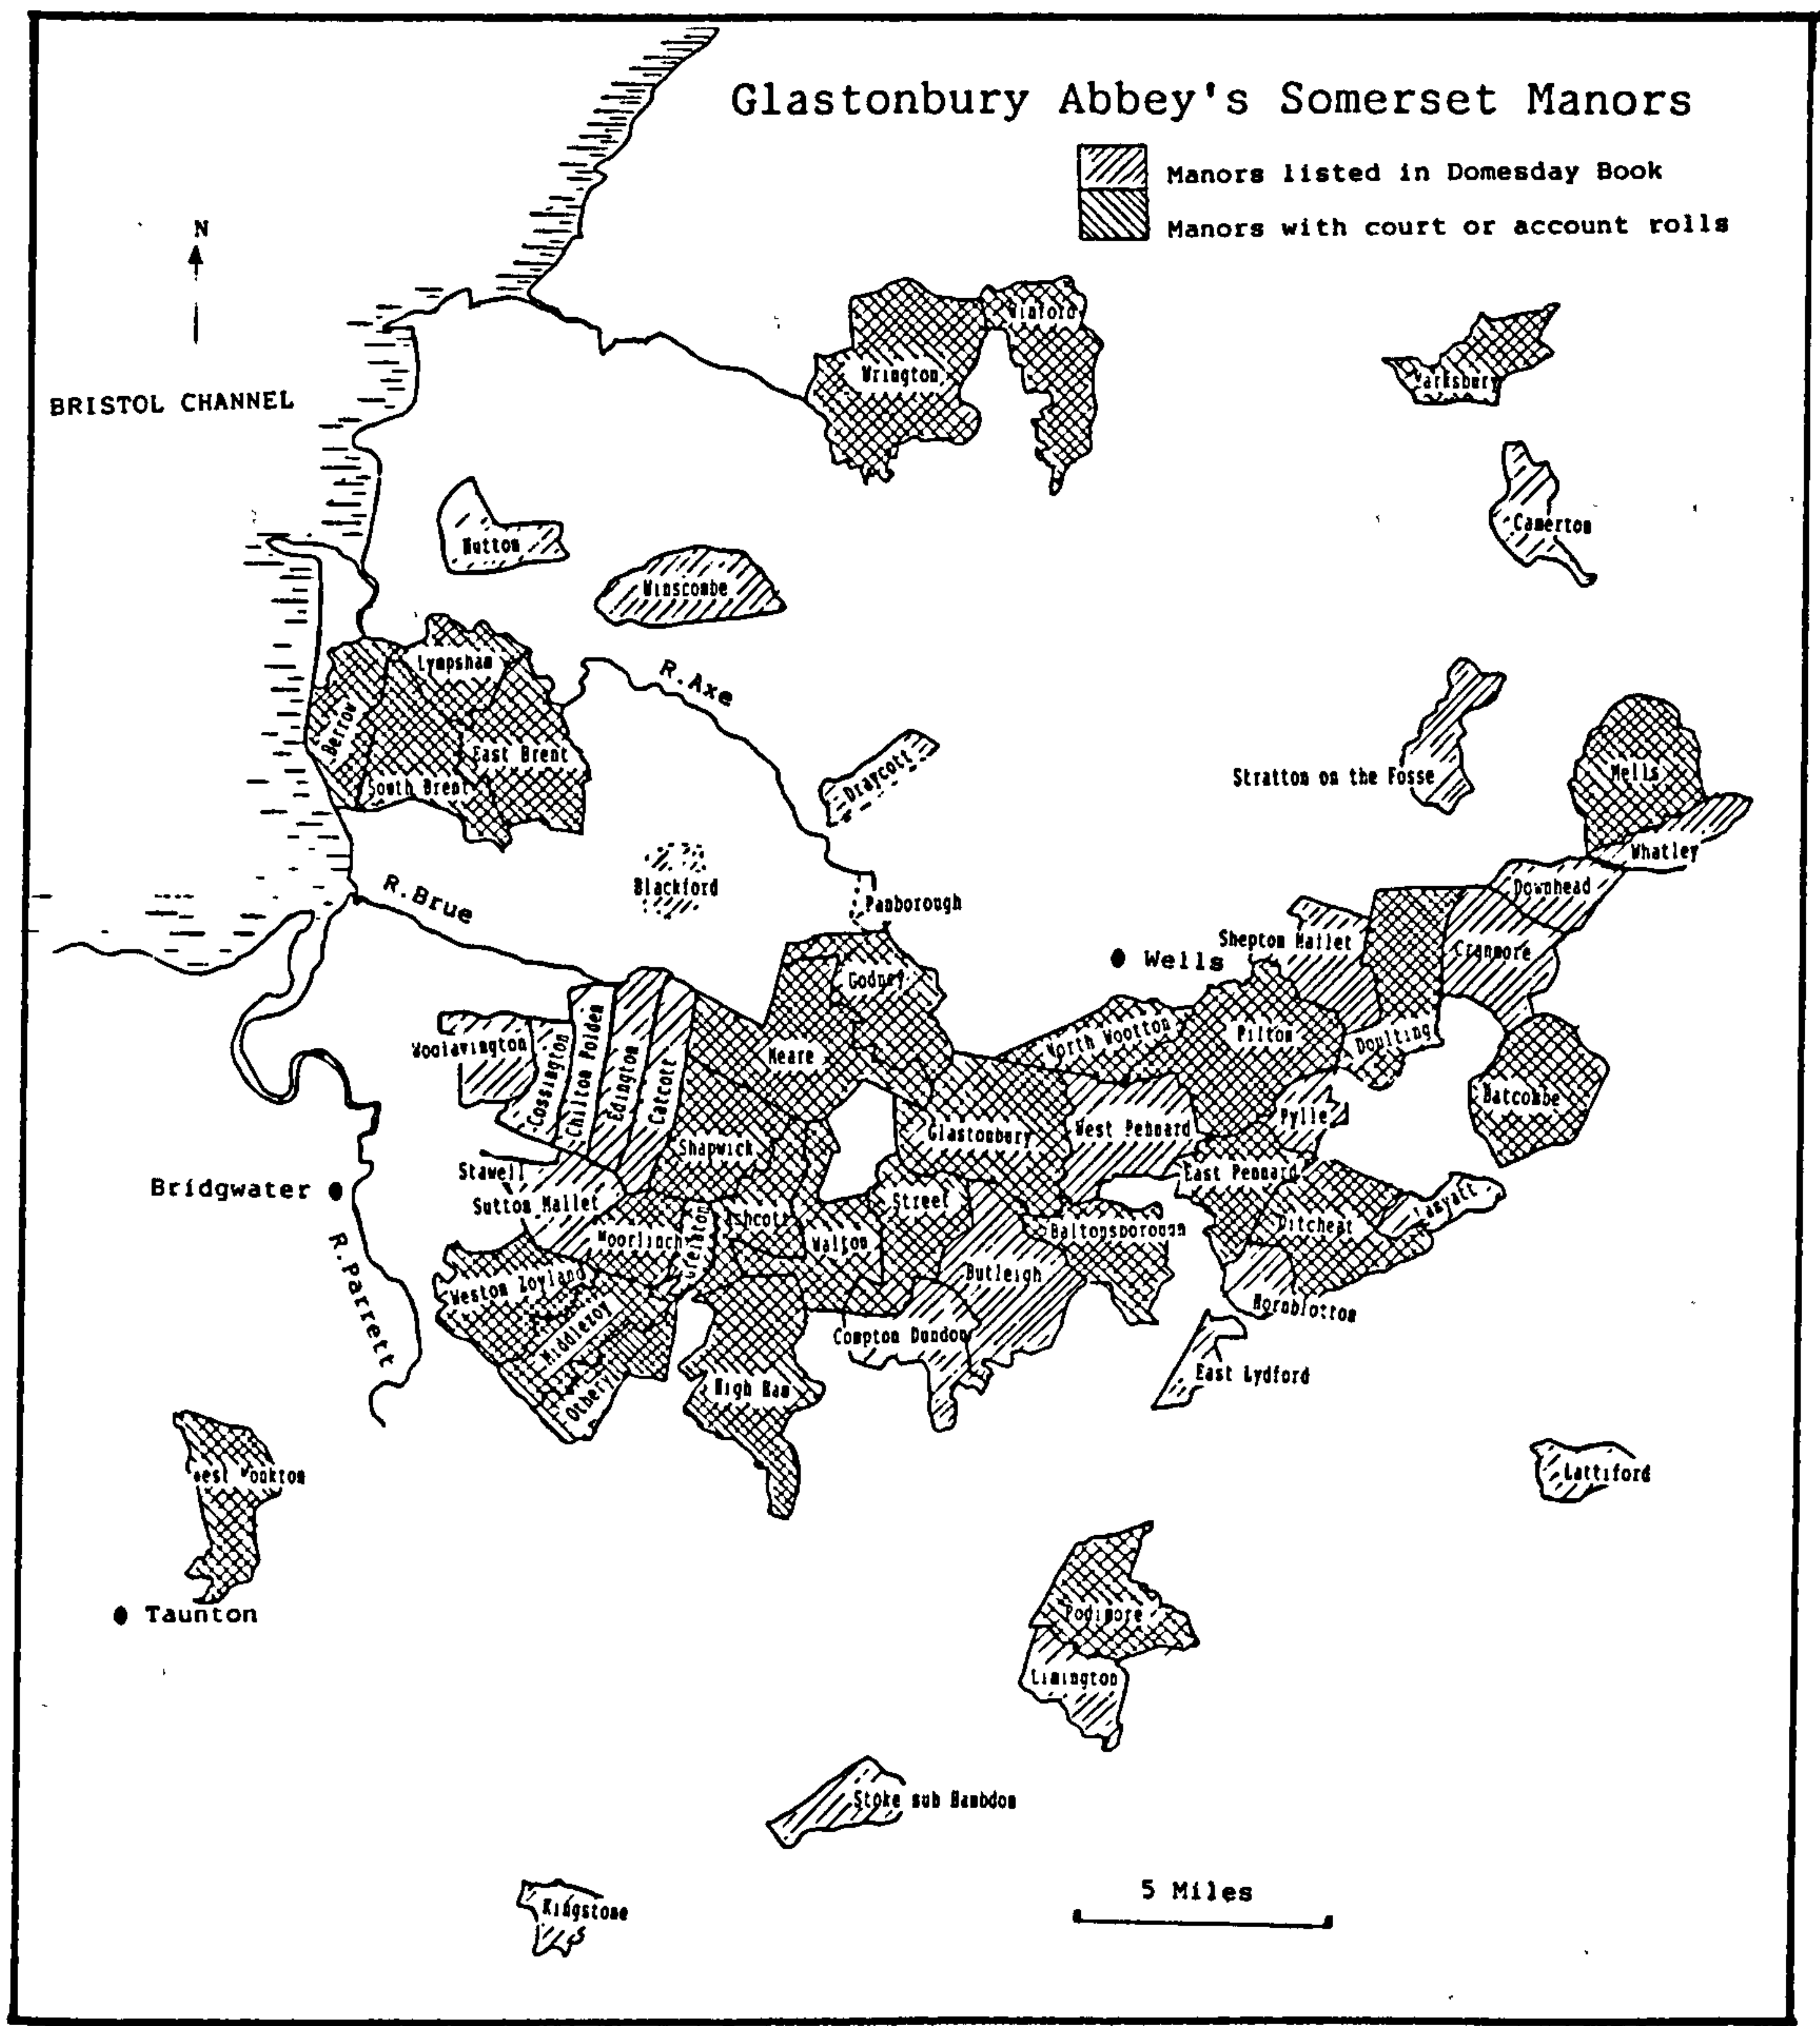 Glastonbury Abbey's Somerset Manors
Manors listed in Domesday Book
Manors with court or account rolls
N
BRISTOL CHANNEL
Winford
Wrington
Marksbury
Camerton
Hutton
Winscombe
R.Axe
Lympsham
Berrow
East Brent
South Brent
Draycott
Stratton on the Fosse
Mells
Whatley
Blackford
R.Brue
Panborough
Downhead
Shepton Mallet
Cranmore
Wells
Godney
Woolavington
Cossington
Chilton Polden
Edington
Catcott
Meare
North Wootton
Pilton
Doulting
Batcombe
Pylle
Glastonbury
West Pennard
Shapwick
Stawell
East Pennard
Bridgwater
Sutton Mallet
Street
Lamyatt
Moorlinch
Greinton
Ashcott
Walton
Baltonsborough
Ditcheat
R.Parrett
Weston Zoyland
Butleigh
Middlezoy
Hornblotton
Compton Dundon
East Lydford
Othery
High Ham
West Monkton
Lattiford
Taunton
Podimore
Limington
Stoke sub Hambdon
5 Miles
Kingstone